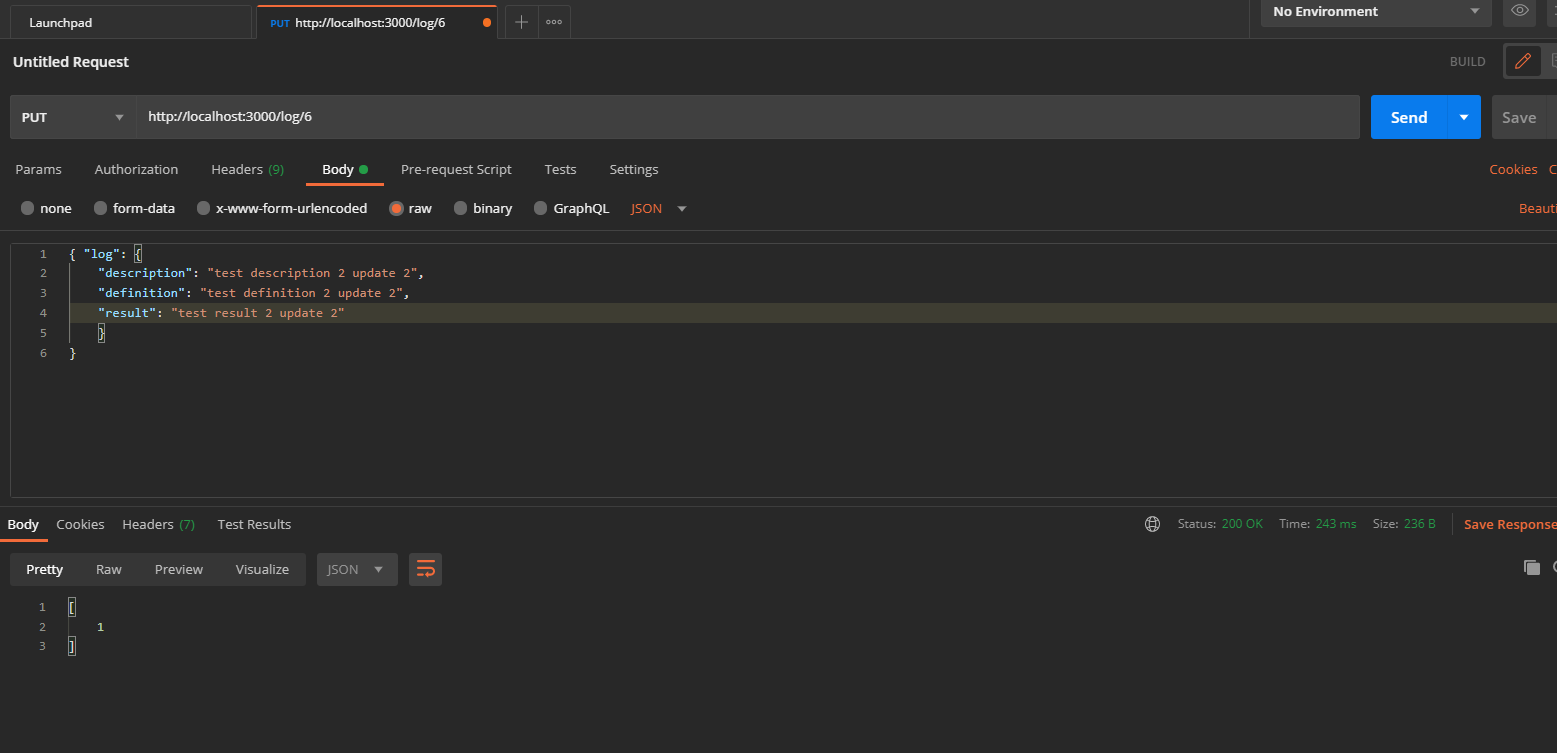 Launchpad
PUT http://localhost:3000/log/6
No Environment
Untitled Request
BUILD
PUT http://localhost:3000/log/6
Send
Save
Params Authorization Headers (9) Body Pre-request Script Tests Settings
Cookies C
none form-data x-www-form-urlencoded raw binary GraphQL JSON
Beauti
1 { "log": {
2 "description": "test description 2 update 2",
3 "definition": "test definition 2 update 2",
4 "result": "test result 2 update 2"
5 }
6 }
Body Cookies Headers (7) Test Results
Status: 200 OK Time: 243 ms Size: 236 B Save Response
Pretty Raw Preview Visualize JSON
1 [
2 1
3 ]